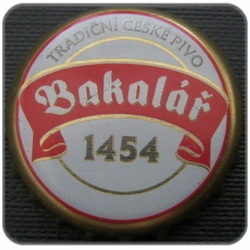 TRADIČNÍ ČESKÉ PIVO
Bakalář
1454